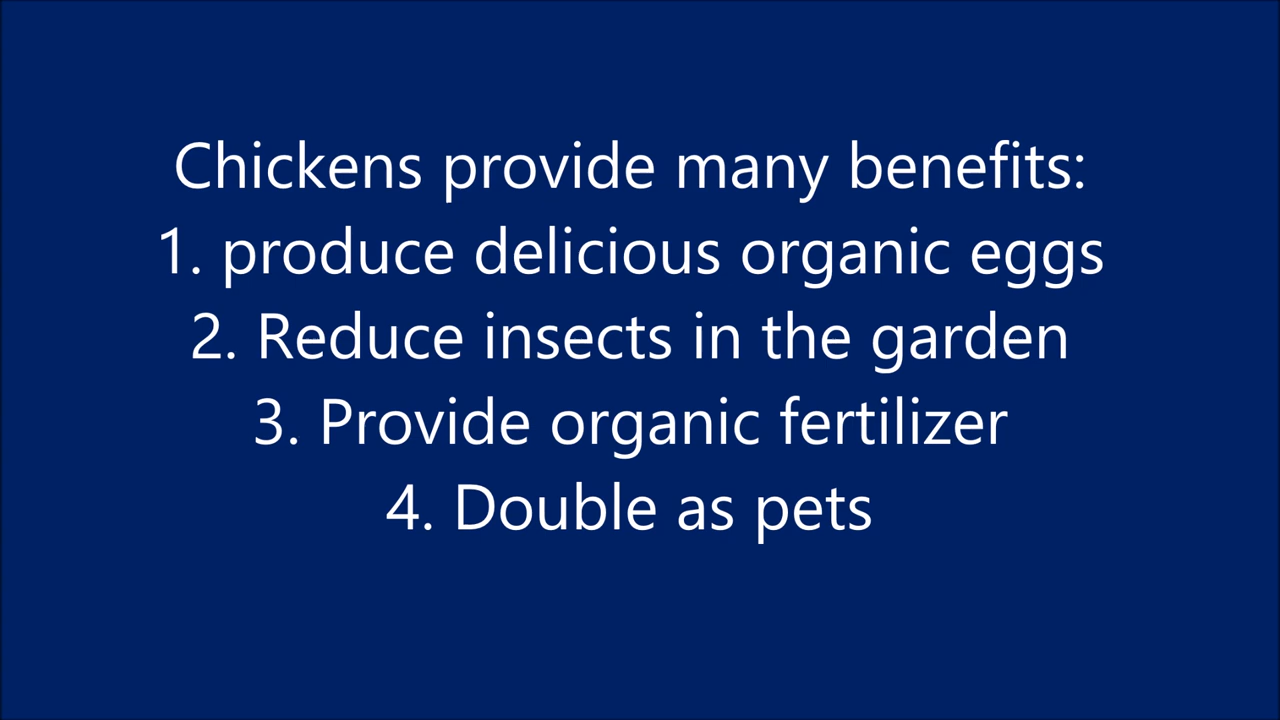 Chickens provide many benefits:
1. produce delicious organic eggs
2. Reduce insects in the garden
3. Provide organic fertilizer
4. Double as pets